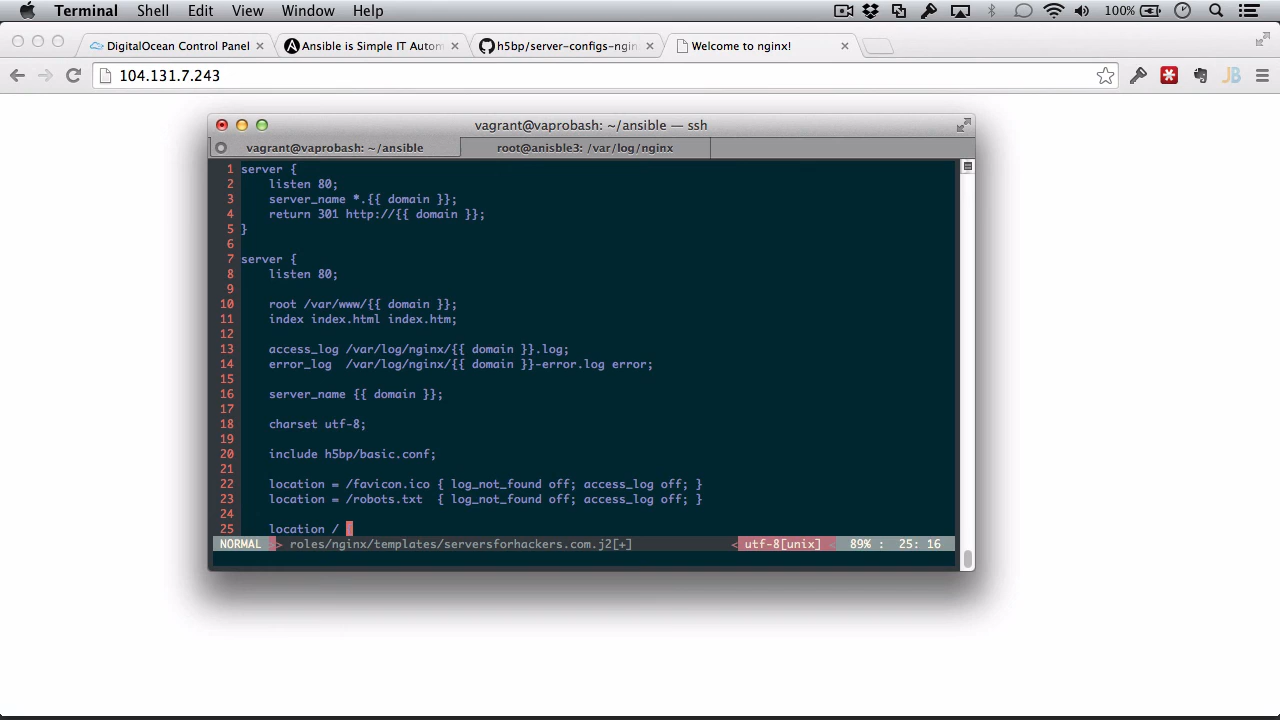 Terminal Shell Edit View Window Help 100%
DigitalOcean Control Panel Ansible is Simple IT Autom h5bp/server-configs-ngin Welcome to nginx!
104.131.7.243
vagrant@vaprobash: ~/ansible — ssh
vagrant@vaprobash: ~/ansible root@anisble3: /var/log/nginx
1 server {
2 listen 80;
3 server_name *.{{ domain }};
4 return 301 http://{{ domain }};
5 }
6
7 server {
8 listen 80;
9
10 root /var/www/{{ domain }};
11 index index.html index.htm;
12
13 access_log /var/log/nginx/{{ domain }}.log;
14 error_log /var/log/nginx/{{ domain }}-error.log error;
15
16 server_name {{ domain }};
17
18 charset utf-8;
19
20 include h5bp/basic.conf;
21
22 location = /favicon.ico { log_not_found off; access_log off; }
23 location = /robots.txt { log_not_found off; access_log off; }
24
25 location /
NORMAL > roles/nginx/templates/serversforhackers.com.j2[+] < utf-8[unix] < 89% : 25: 16